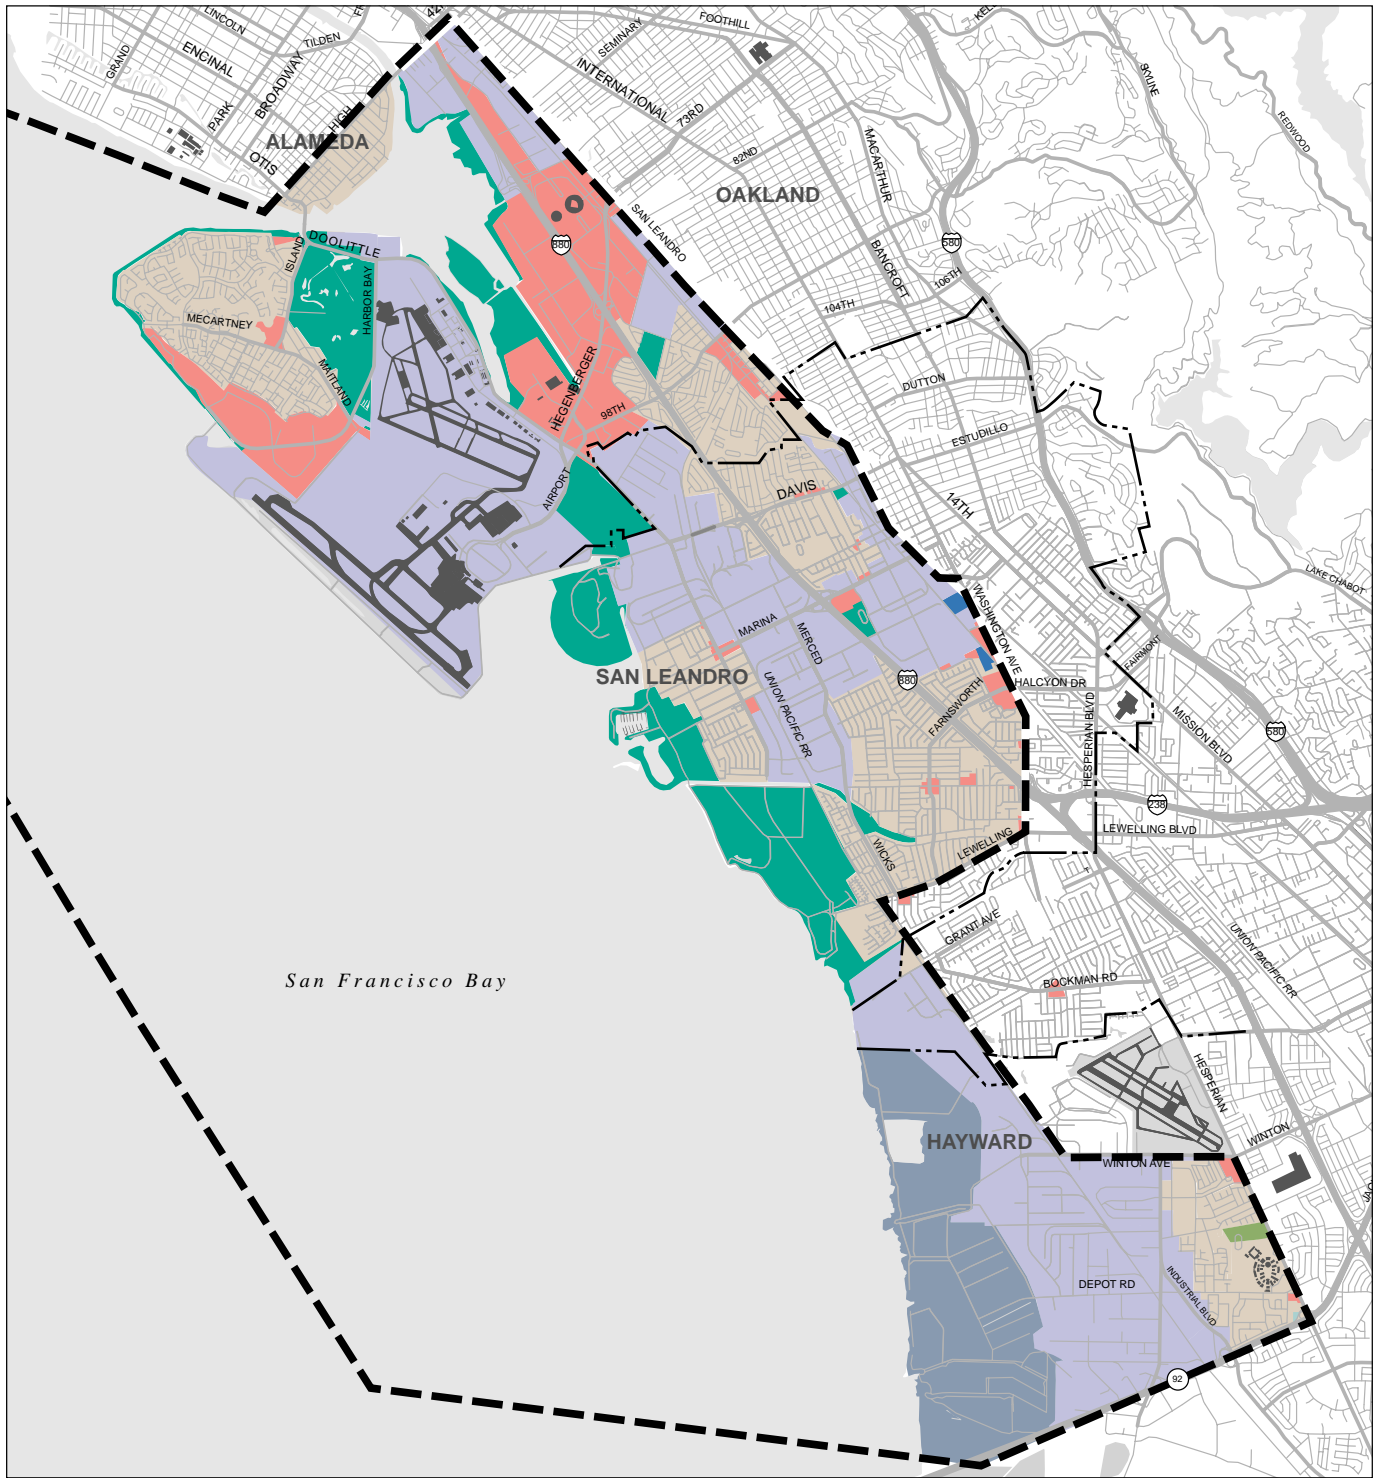 42
FOOTHILL
LINCOLN
TILDEN
SEMINARY
ENCINAL
GRAND
BROADWAY
INTERNATIONAL
SKYLINE
PARK
HIGH
73RD
REDWOOD
ALAMEDA
OTIS
82ND
MACARTHUR
OAKLAND
SAN LEANDRO
DOOLITTLE
ISLAND
880
580
BANCROFT
HARBOR BAY
106TH
104TH
MECARTNEY
MAITLAND
HEGENBERGER
98TH
DUTTON
ESTUDILLO
AIRPORT
DAVIS
14TH
LAKE CHABOT
WASHINGTON AVE
MARINA
MERCED
FAIRMONT
SAN LEANDRO
880
HALCYON DR
FARNSWORTH
UNION PACIFIC RR
HESPERIAN BLVD
MISSION BLVD
580
238
LEWELLING BLVD
LEWELLING
WICKS
GRANT AVE
UNION PACIFIC RR
San Francisco Bay
BOCKMAN RD
HESPERIAN
HAYWARD
WINTON
WINTON AVE
DEPOT RD
INDUSTRIAL BLVD
92